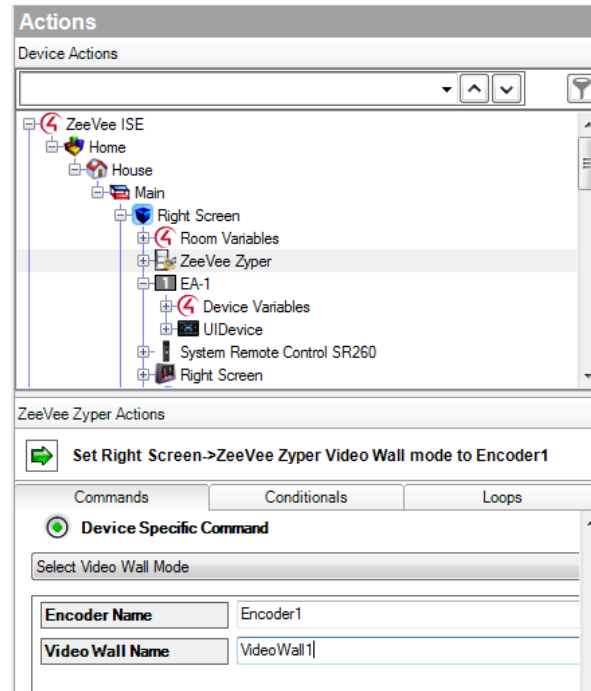 Actions
Device Actions
ZeeVee ISE
Home
House
Main
Right Screen
Room Variables
ZeeVee Zyper
1 EA-1
Device Variables
UIDevice
System Remote Control SR260
Right Screen
ZeeVee Zyper Actions
Set Right Screen->ZeeVee Zyper Video Wall mode to Encoder1
Commands Conditionals Loops
Device Specific Command
Select Video Wall Mode
Encoder Name Encoder1
Video Wall Name VideoWall1